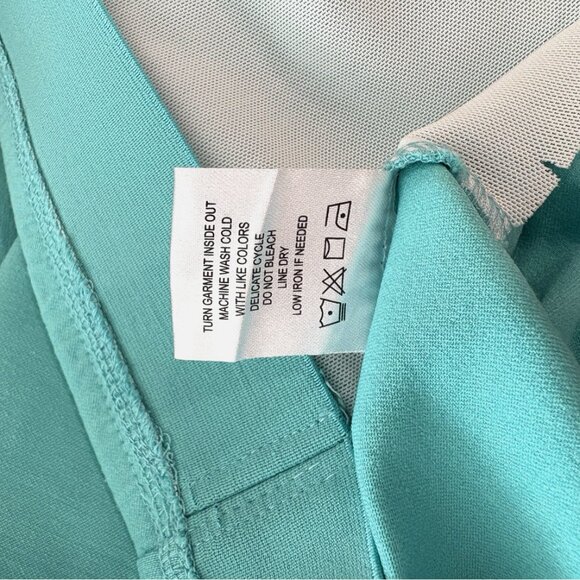 TURN GARMENT INSIDE OUT
MACHINE WASH COLD
WITH LIKE COLORS
DELICATE CYCLE
DO NOT BLEACH
LINE DRY
LOW IRON IF NEEDED